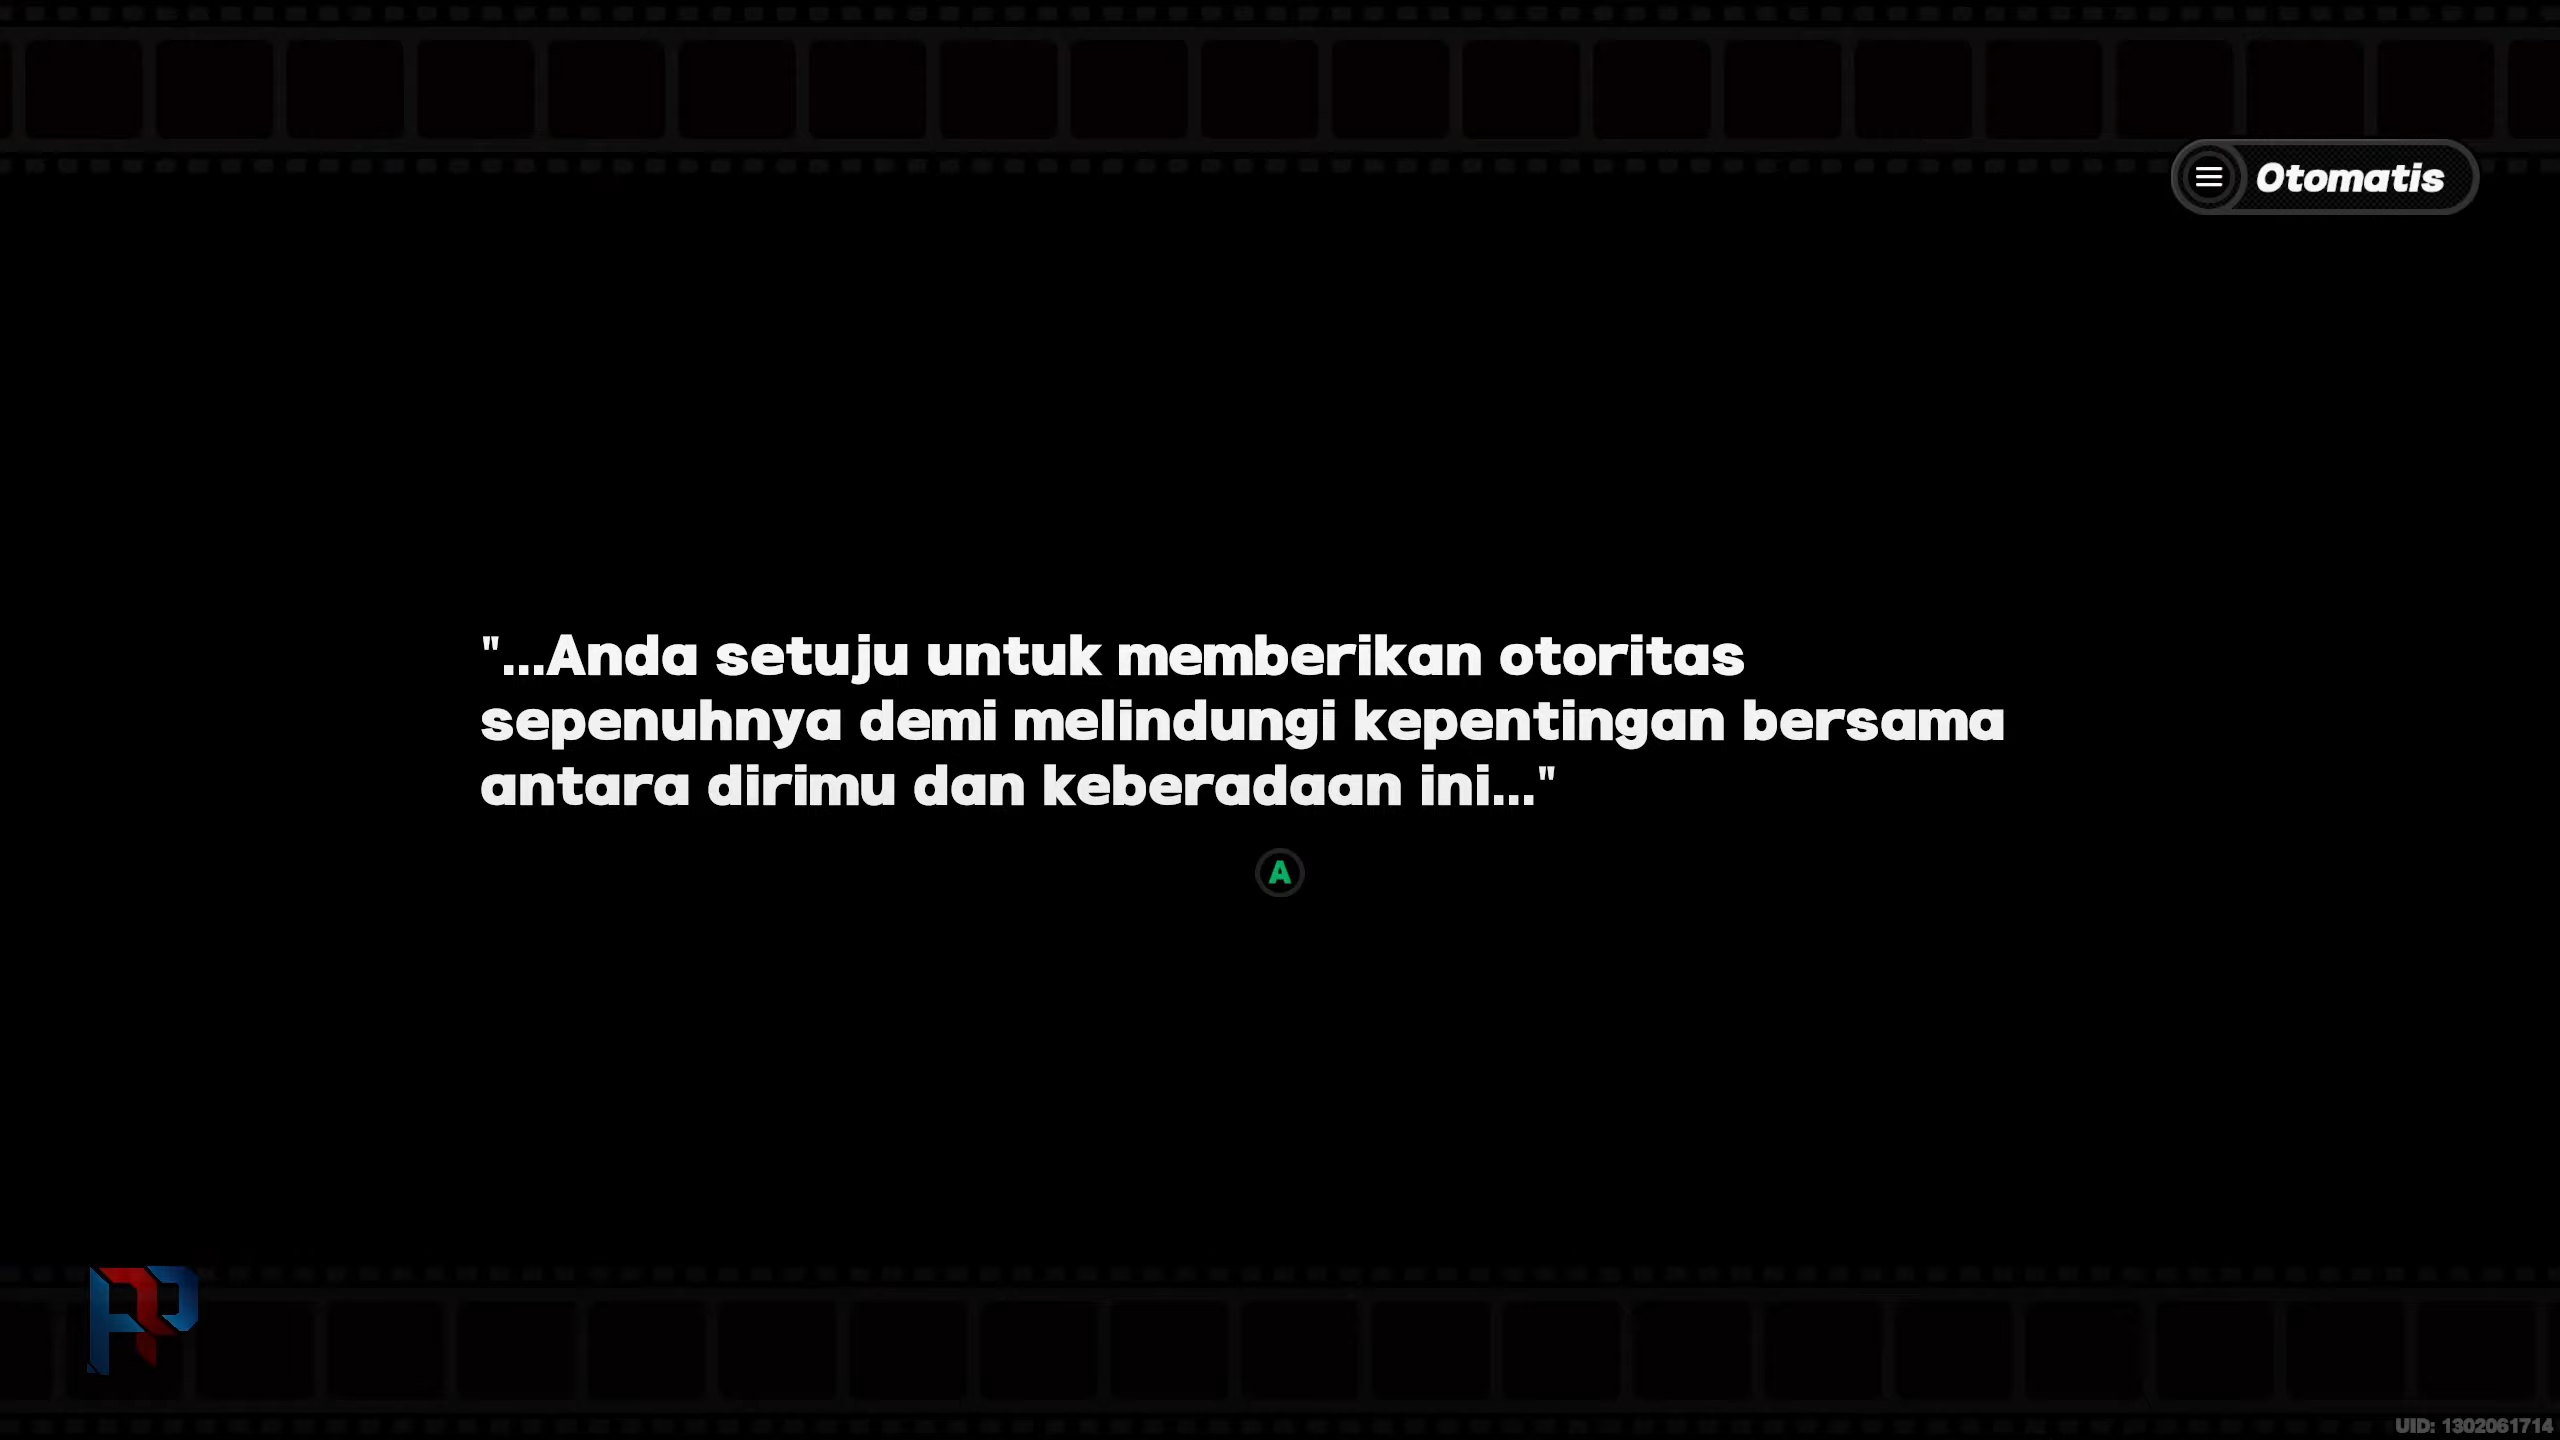 Otomatis
"...Anda setuju untuk memberikan otoritas
sepenuhnya demi melindungi kepentingan bersama
antara dirimu dan keberadaan ini..."
A
UID: 1302061714